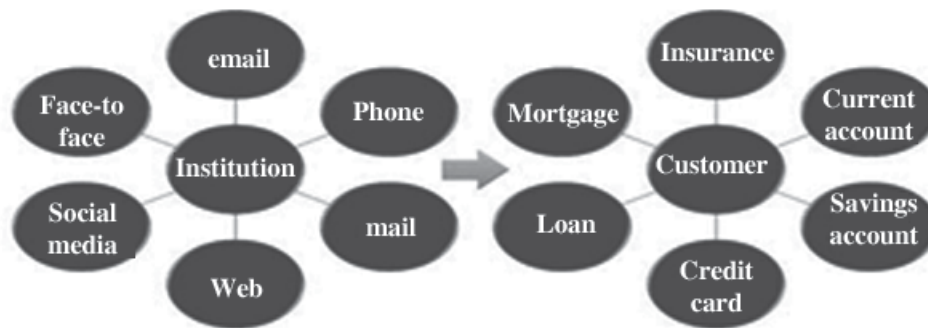 email
Face-to
face
Phone
Institution
Social
media
mail
Web
Insurance
Mortgage
Current
account
Customer
Loan
Savings
account
Credit
card